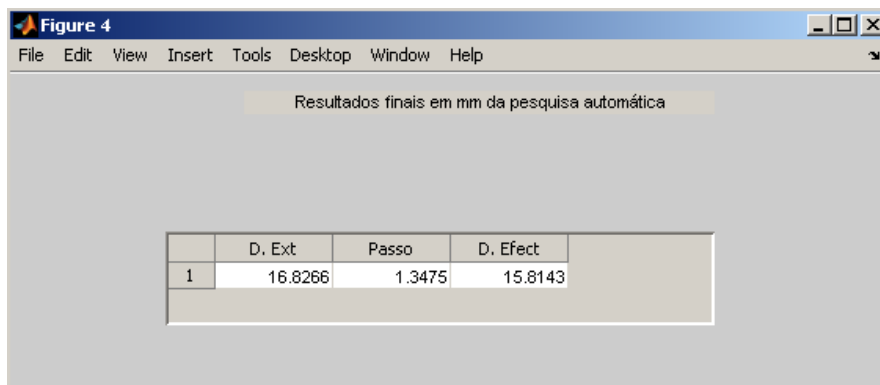 Figure 4
File Edit View Insert Tools Desktop Window Help
Resultados finais em mm da pesquisa automática
D. Ext Passo D. Efect
1 16.8266 1.3475 15.8143